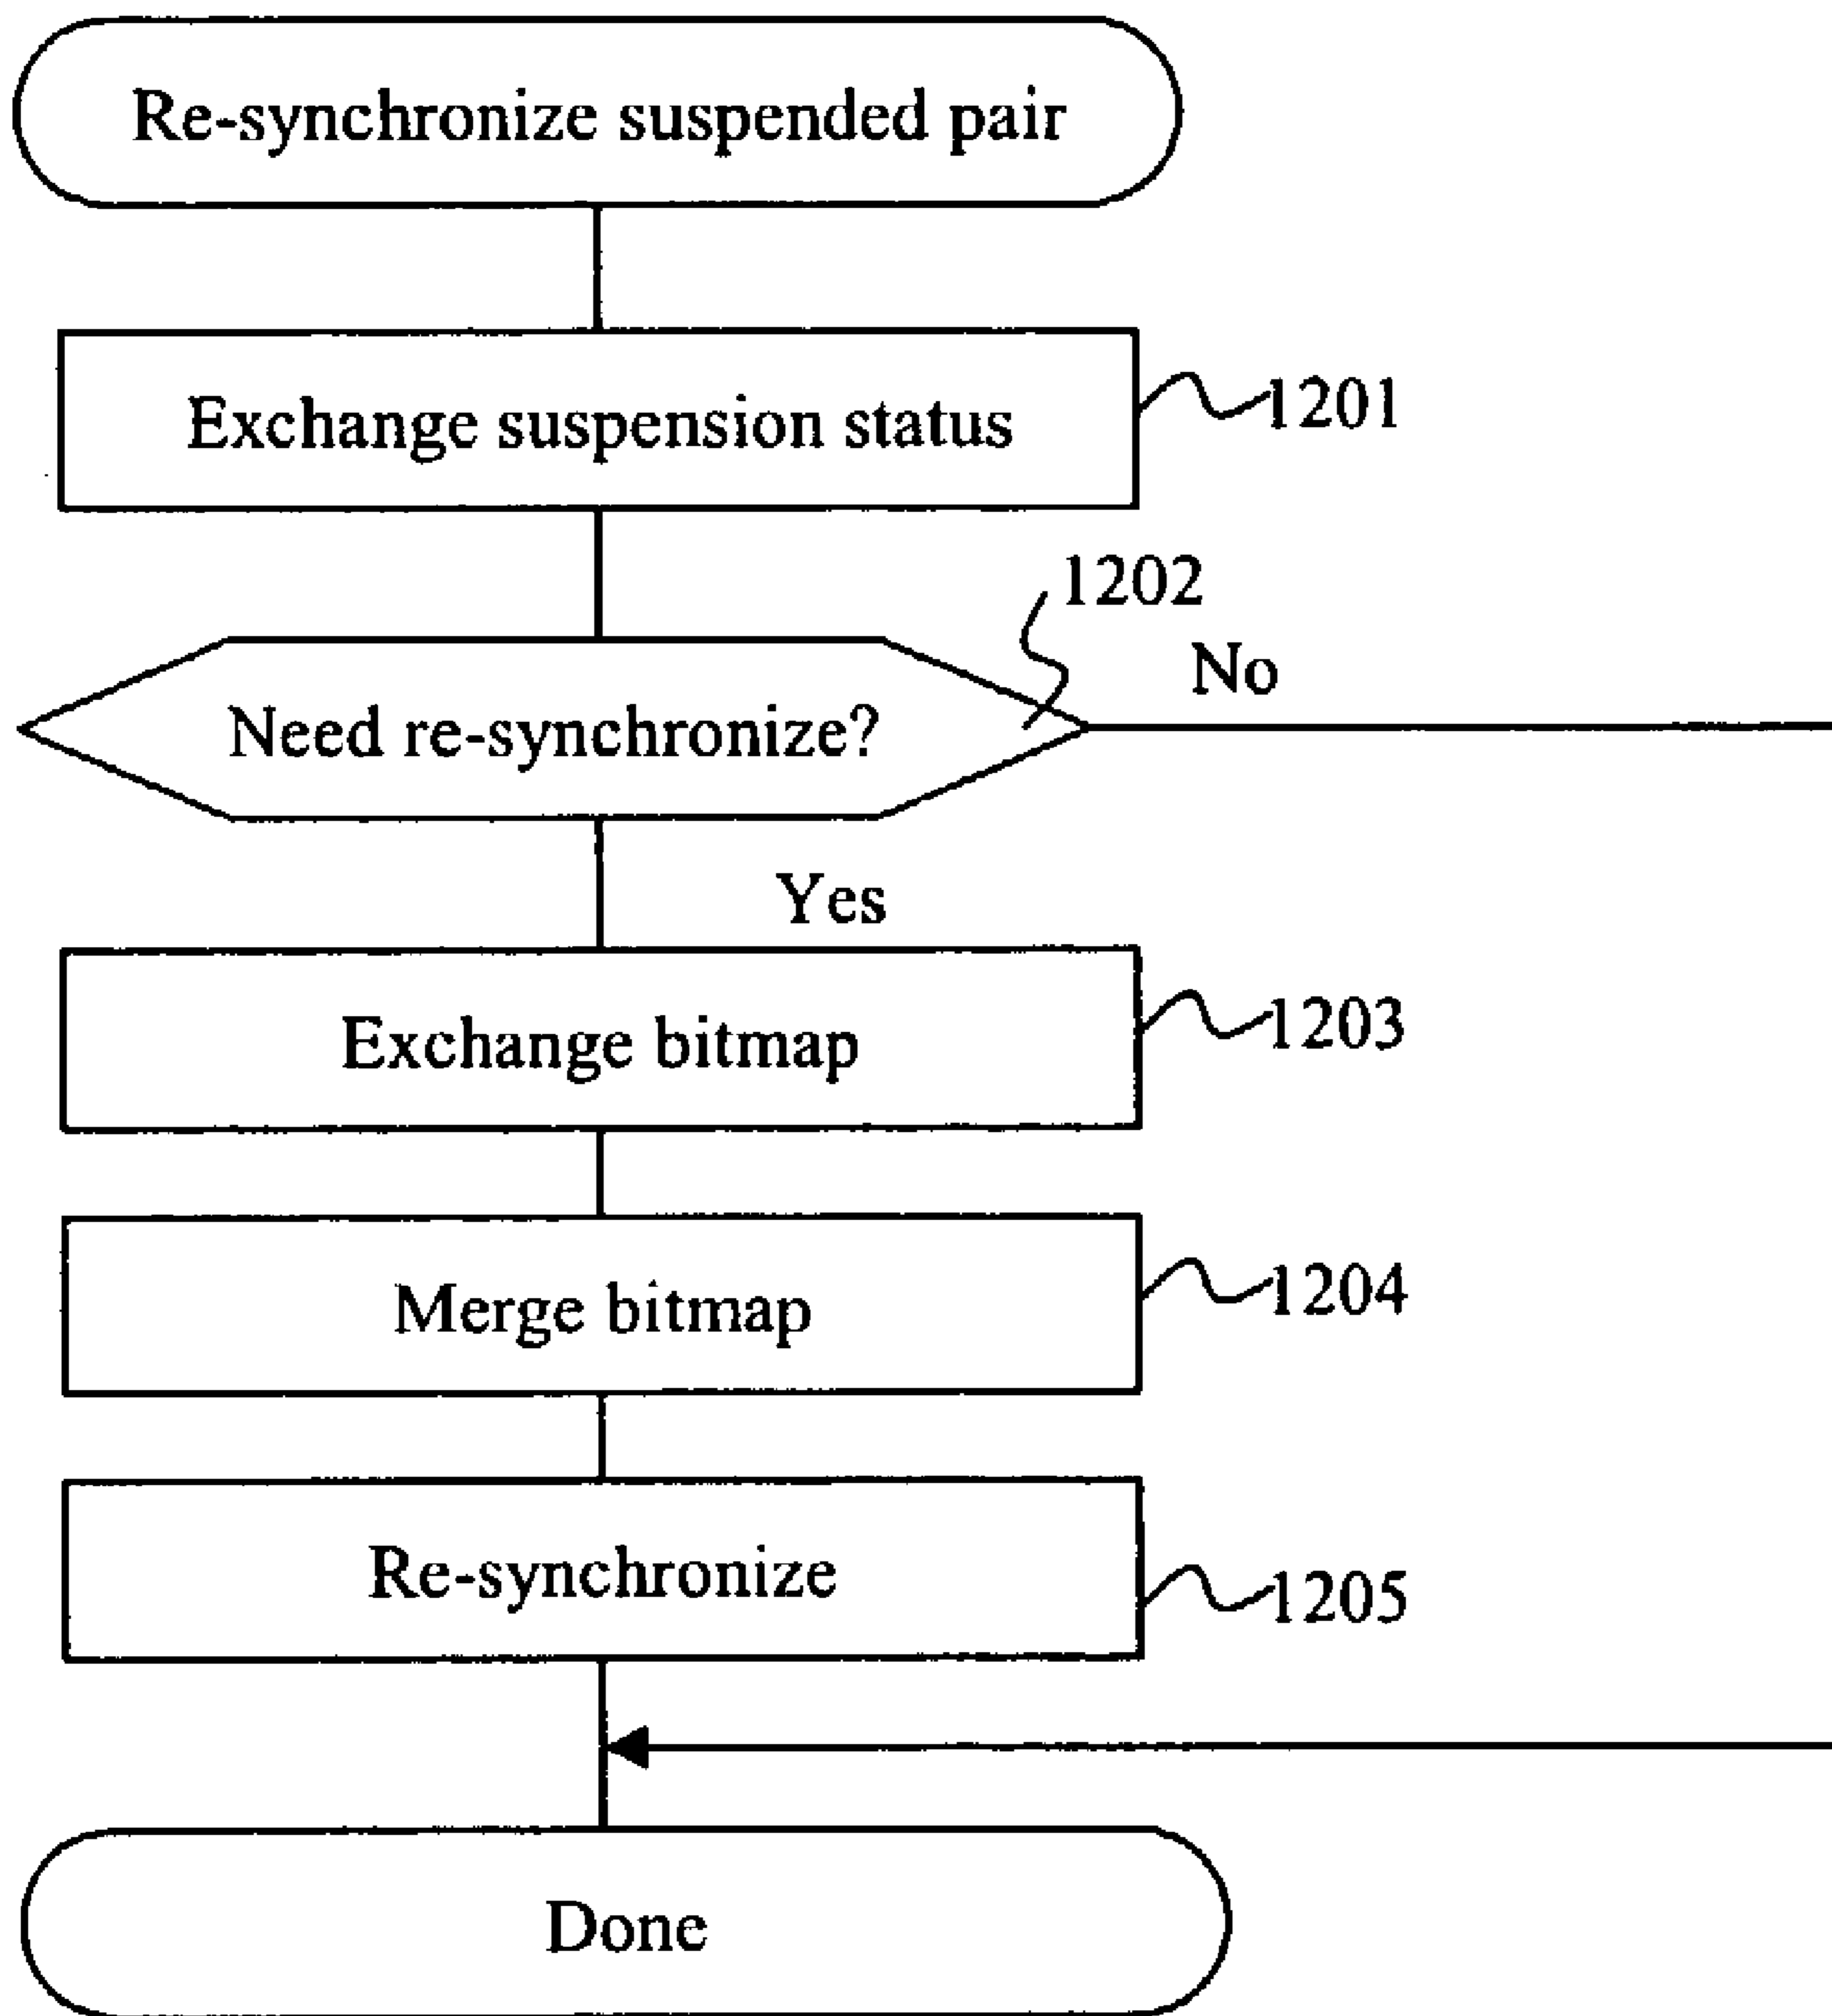 Re-synchronize suspended pair
Exchange suspension status
1201
1202
No
Need re-synchronize?
Yes
Exchange bitmap
1203
Merge bitmap
1204
Re-synchronize
1205
Done